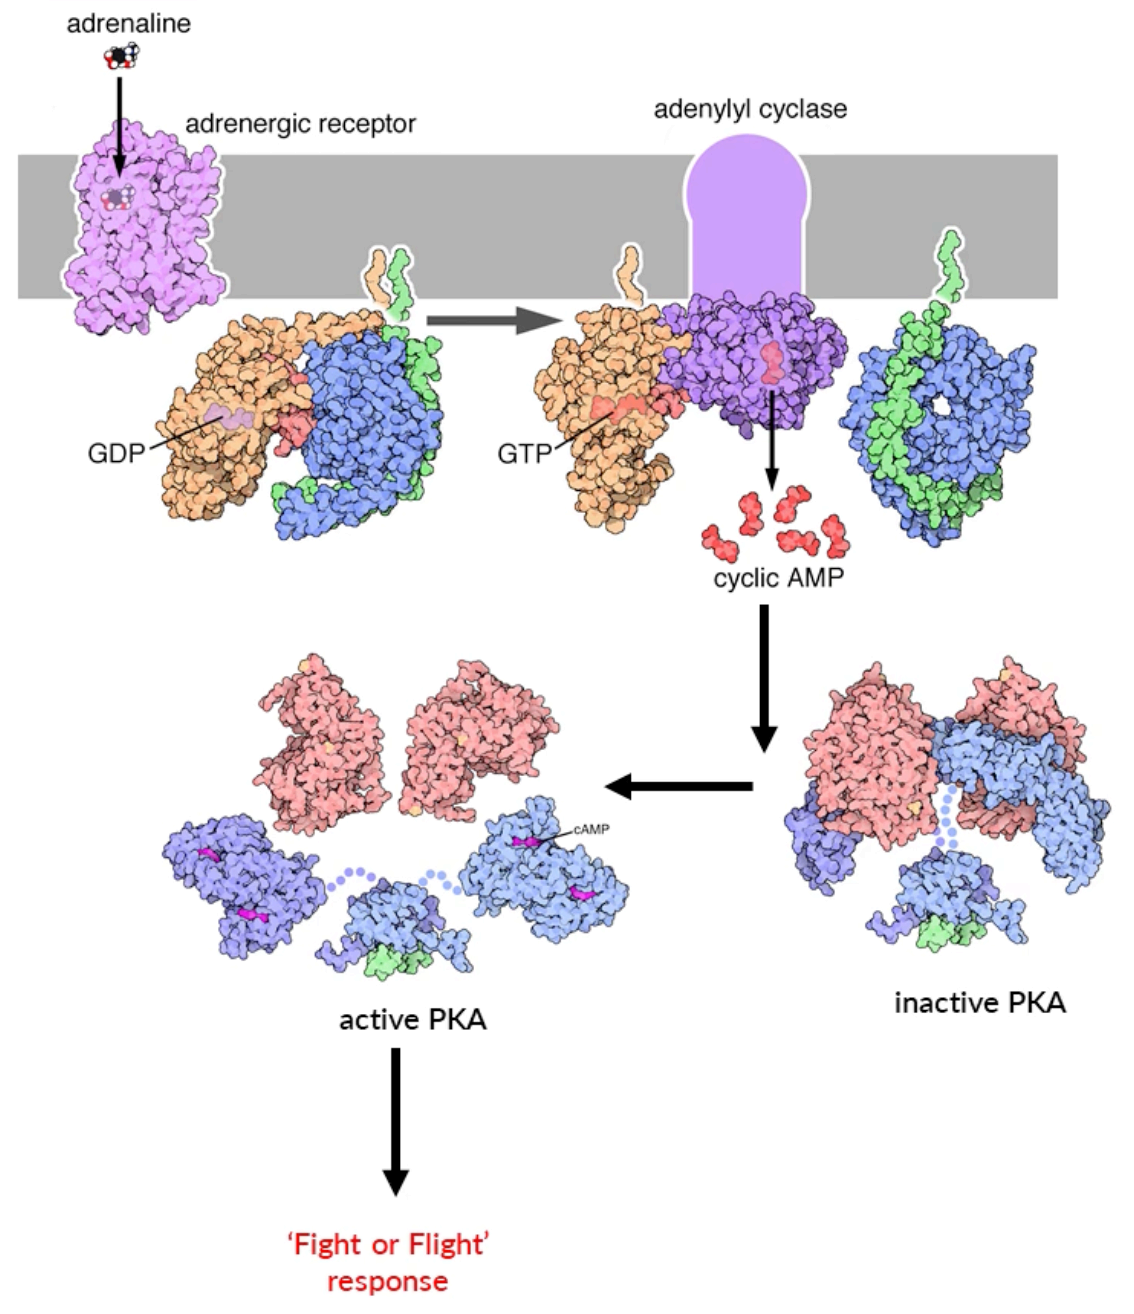 adrenaline
adrenergic receptor
adenylyl cyclase
GDP
GTP
cyclic AMP
cAMP
active PKA
inactive PKA
‘Fight or Flight’
response